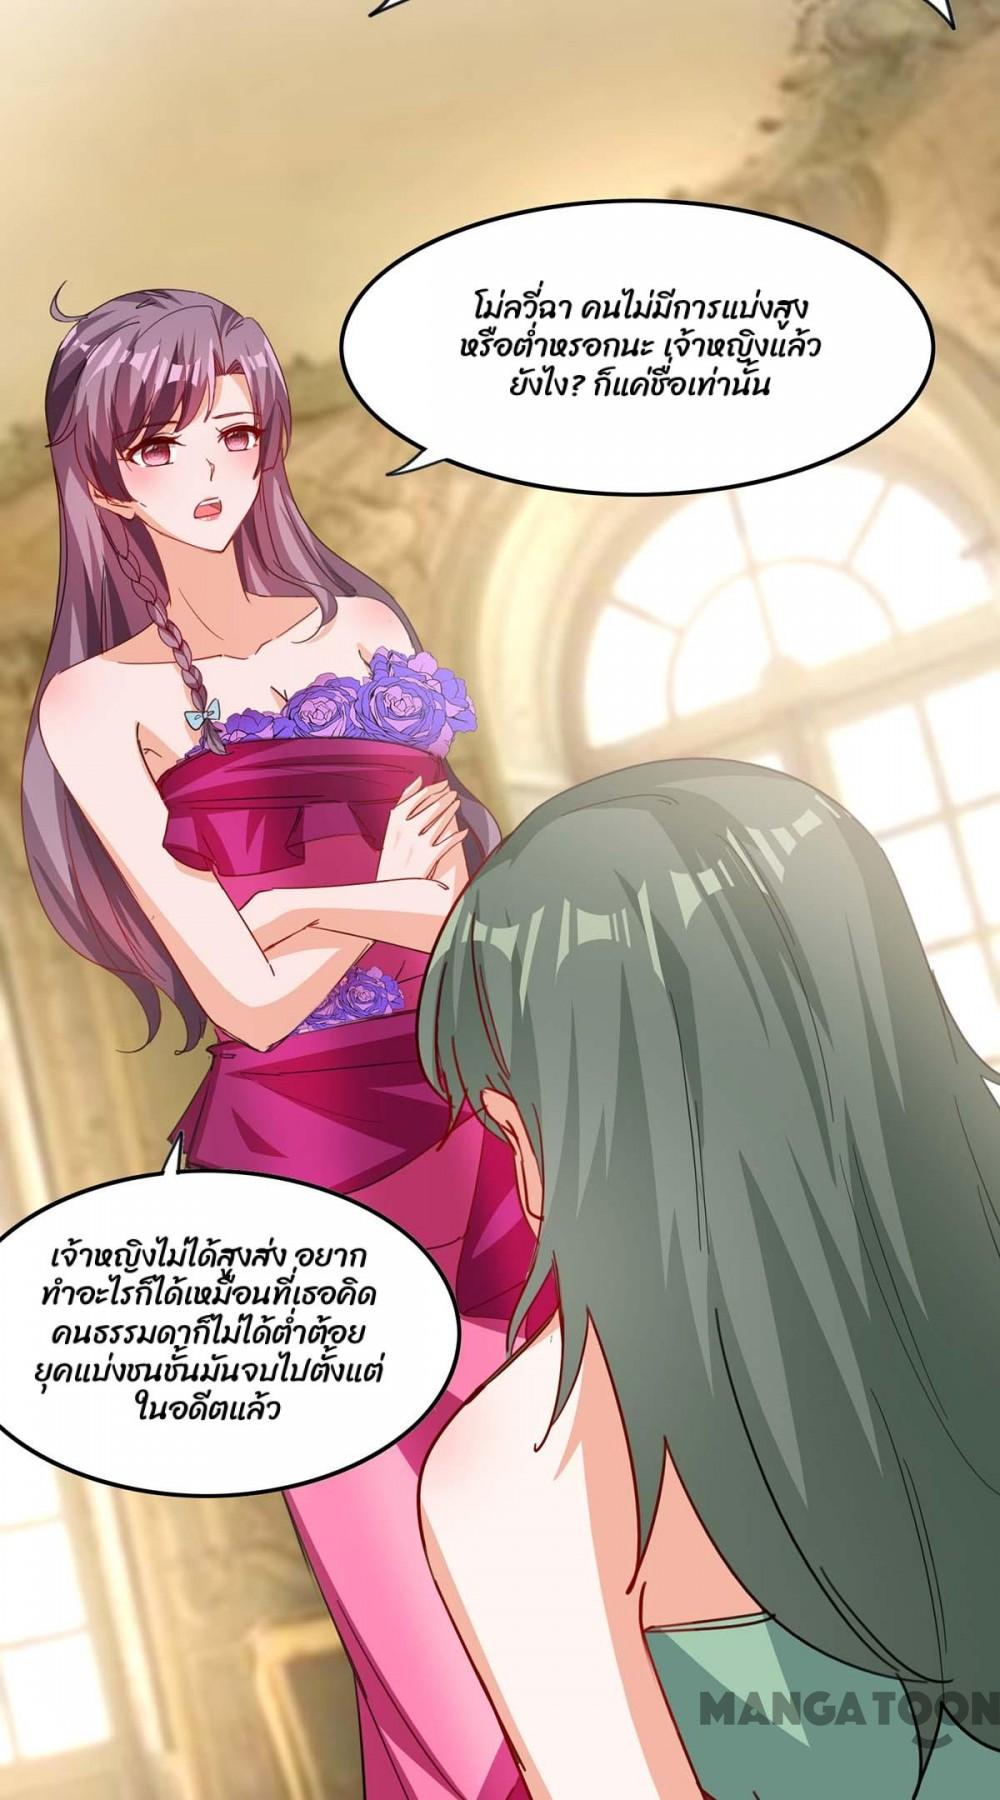 โม่ลวี่ฉา คนไม่มีการแบ่งสูง
หรือต่ำหรอกนะ เจ้าหญิงแล้ว
ยังไง? ก็แค่ชื่อเท่านั้น
เจ้าหญิงไม่ได้สูงส่ง อยาก
ทำอะไรก็ได้เหมือนที่เธอคิด
คนธรรมดาก็ไม่ได้ต่ำต้อย
ยุคแบ่งชนชั้นมันจบไปตั้งแต่
ในอดีตแล้ว
MANGATOON